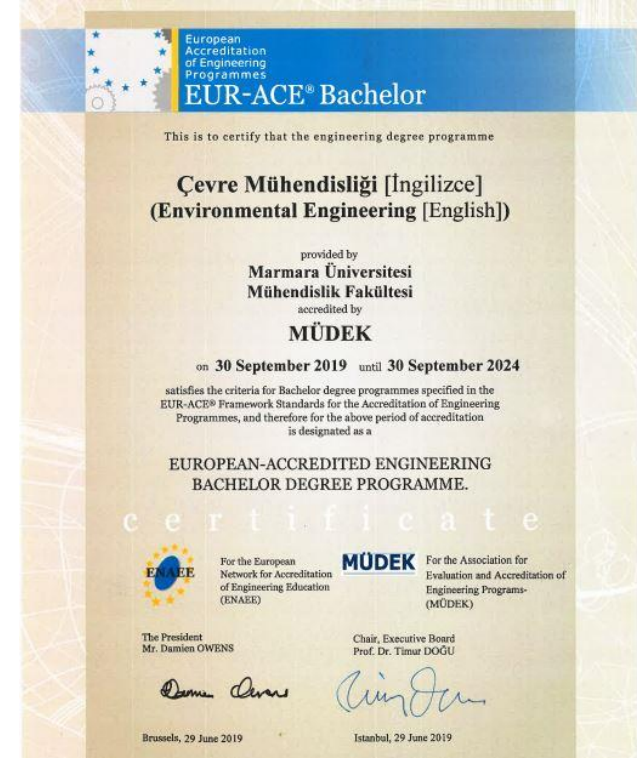 European
Accreditation
of Engineering
Programmes
EUR-ACE® Bachelor
This is to certify that the engineering degree programme
Çevre Mühendisliği [İngilizce]
(Environmental Engineering [English])
provided by
Marmara Üniversitesi
Mühendislik Fakültesi
accredited by
MÜDEK
on 30 September 2019 until 30 September 2024
satisfies the criteria for Bachelor degree programmes specified in the
EUR-ACE® Framework Standards for the Accreditation of Engineering
Programmes, and therefore for the above period of accreditation
is designated as a
EUROPEAN-ACCREDITED ENGINEERING
BACHELOR DEGREE PROGRAMME.
certificate
ENAEE
For the European
Network for Accreditation
of Engineering Education
(ENAEE)
MÜDEK
For the Association for
Evaluation and Accreditation of
Engineering Programs-
(MÜDEK)
The President
Mr. Damien OWENS
Chair, Executive Board
Prof. Dr. Timur DOĞU
Damien Owens
Brussels, 29 June 2019
Istanbul, 29 June 2019